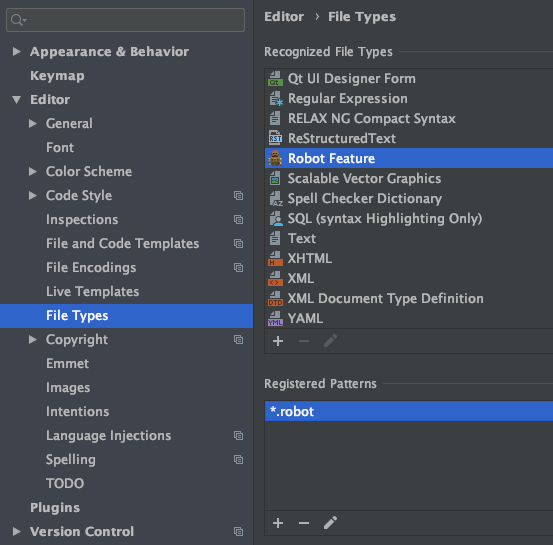 Appearance & Behavior
Keymap
Editor
General
Font
Color Scheme
Code Style
Inspections
File and Code Templates
File Encodings
Live Templates
File Types
Copyright
Emmet
Images
Intentions
Language Injections
Spelling
TODO
Plugins
Version Control
Editor › File Types
Recognized File Types
Qt UI Designer Form
Regular Expression
RELAX NG Compact Syntax
ReStructuredText
Robot Feature
Scalable Vector Graphics
Spell Checker Dictionary
SQL (syntax Highlighting Only)
Text
XHTML
XML
XML Document Type Definition
YAML
Registered Patterns
*.robot